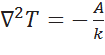 ∇²T = −A/k